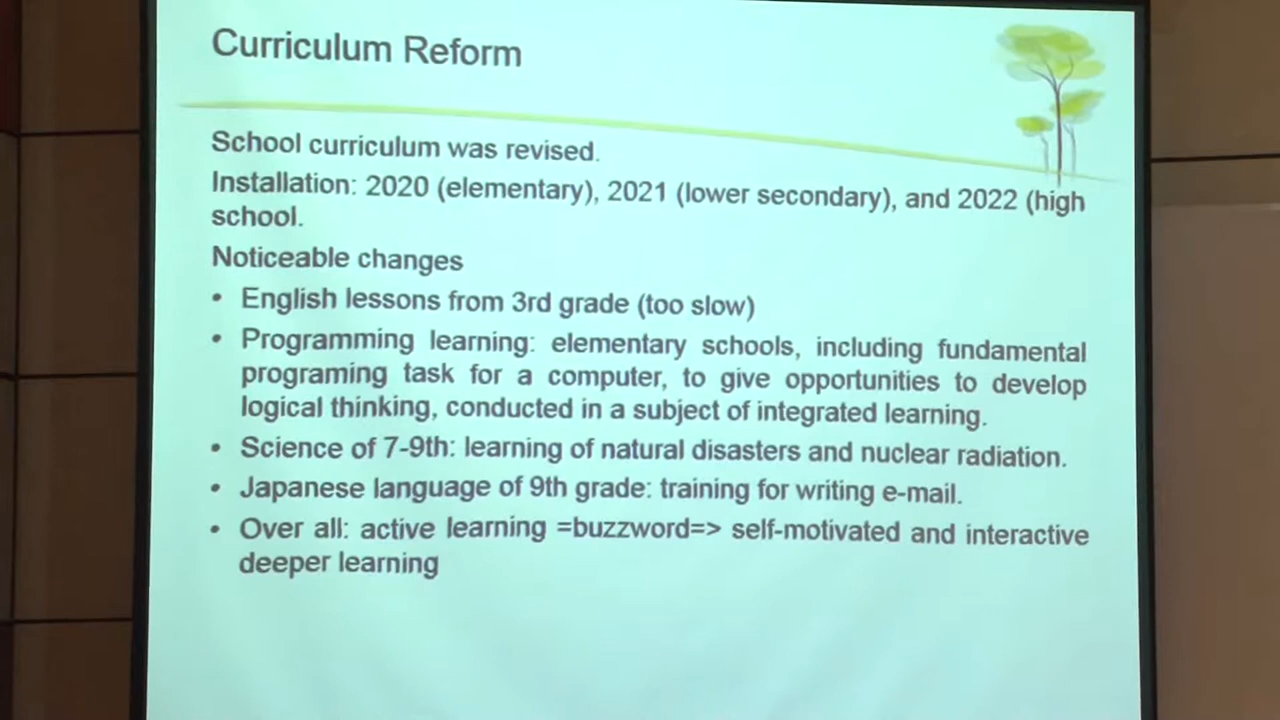 Curriculum Reform
School curriculum was revised.
Installation: 2020 (elementary), 2021 (lower secondary), and 2022 (high
school.
Noticeable changes
• English lessons from 3rd grade (too slow)
• Programming learning: elementary schools, including fundamental
programing task for a computer, to give opportunities to develop
logical thinking, conducted in a subject of integrated learning.
• Science of 7-9th: learning of natural disasters and nuclear radiation.
• Japanese language of 9th grade: training for writing e-mail.
• Over all: active learning =buzzword=> self-motivated and interactive
deeper learning